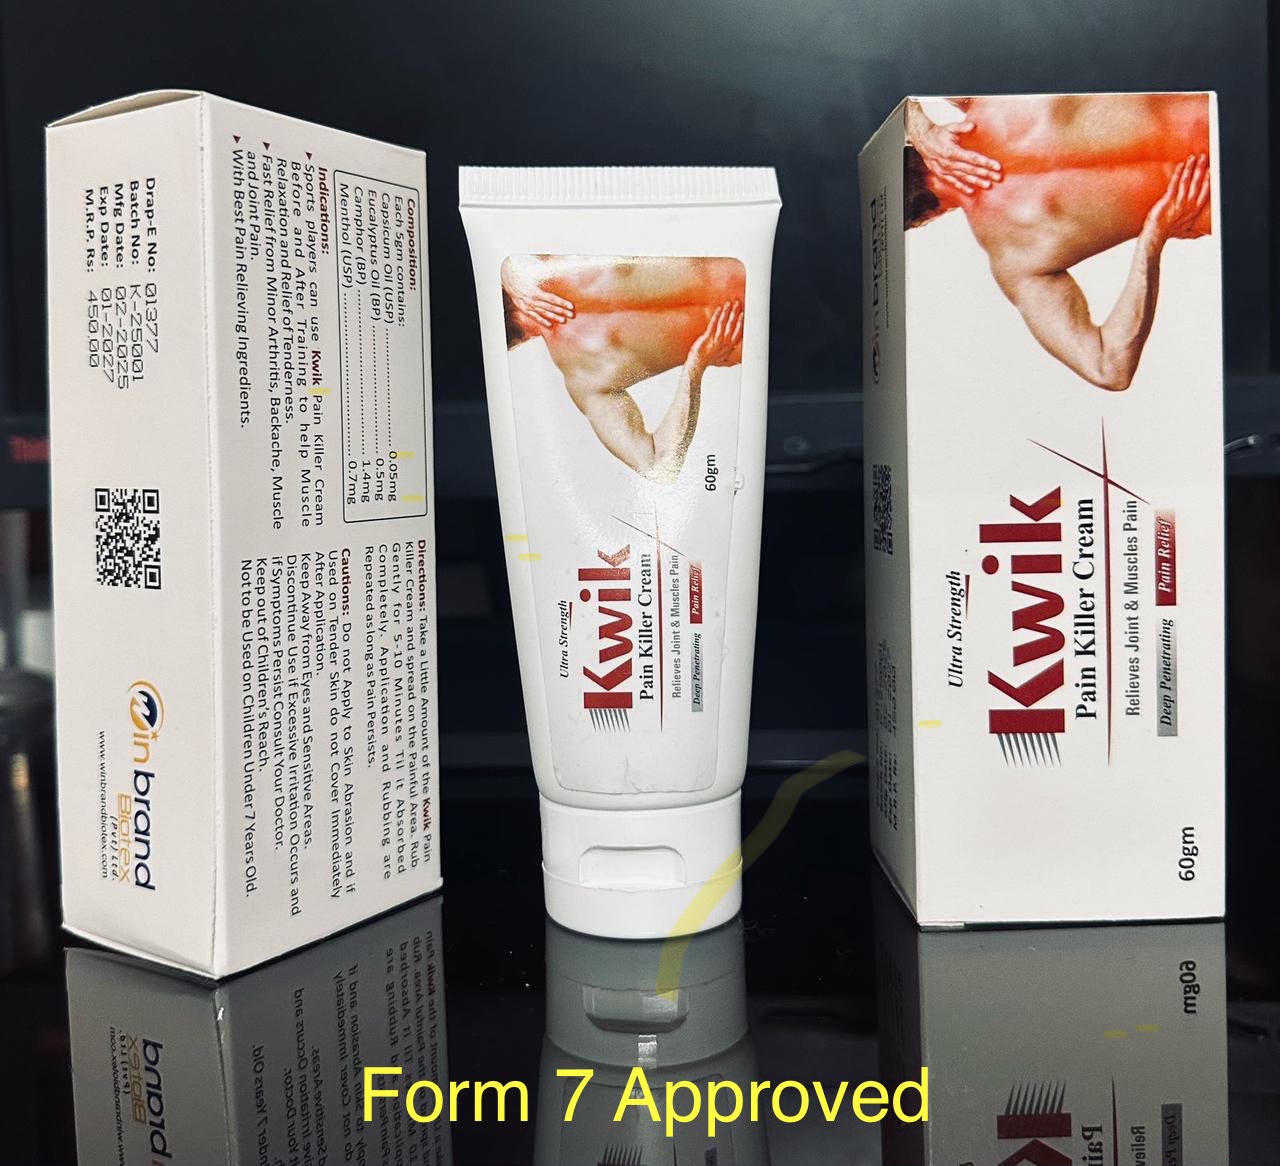 Composition:
Each 5gm contains:
Capsicum Oil (USP) .................. 0.05mg
Eucalyptus Oil (BP) .................. 0.5mg
Camphor (BP) .................. 1.4mg
Menthol (USP) .................. 0.7mg
Indications:
▸ Sports players can use Kwik Pain Killer Cream
Before and After Training to help Muscle
Relaxation and Relief of Tenderness.
▸ Fast Relief from Minor Arthritis, Backache, Muscle
and Joint Pain.
▸ With Best Pain Relieving Ingredients.
Directions: Take a Little Amount of the Kwik Pain
Killer Cream and spread on the Painful Area. Rub
Gently for 5-10 Minutes Til it Absorbed
Completely. Application and Rubbing are
Repeated as long as Pain Persists.
Cautions: Do not Apply to Skin Abrasion and if
Used on Tender Skin do not Cover Immediately
After Application.
Keep Away from Eyes and Sensitive Areas.
Discontinue Use if Excessive Irritation Occurs and
if Symptoms Persist Consult Your Doctor.
Keep out of Children's Reach.
Not to be Used on Children Under 7 Years Old.
Drap-E No: 01377
Batch No: K-25001
Mfg Date: 02-2025
Exp Date: 01-2027
M.R.P. Rs: 450.00
Winbrand
Biotex
(Pvt) Ltd.
www.winbrandbiotex.com
60gm
Ultra Strength
Kwik
Pain Killer Cream
Relieves Joint & Muscles Pain
Deep Penetrating Pain Relief
Ultra Strength
Kwik
Pain Killer Cream
Relieves Joint & Muscles Pain
Deep Penetrating Pain Relief
60gm
Form 7 Approved